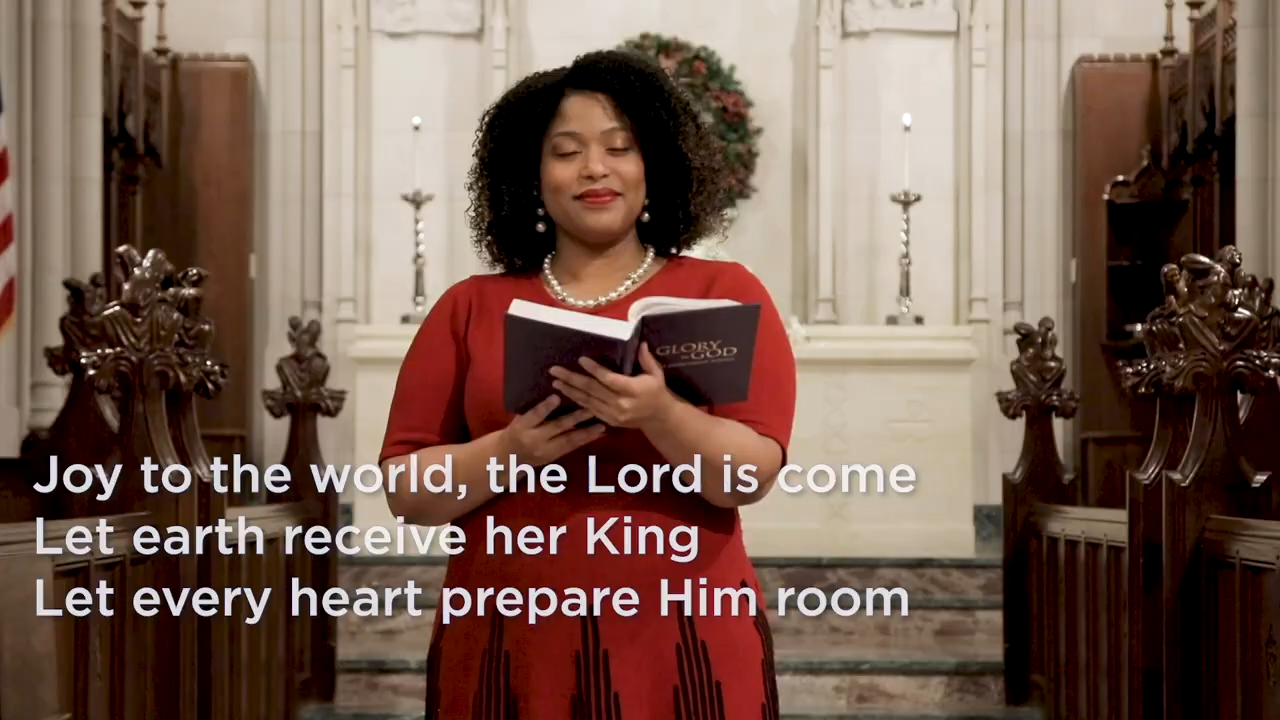 GLORY
to GOD
Joy to the world, the Lord is come
Let earth receive her King
Let every heart prepare Him room